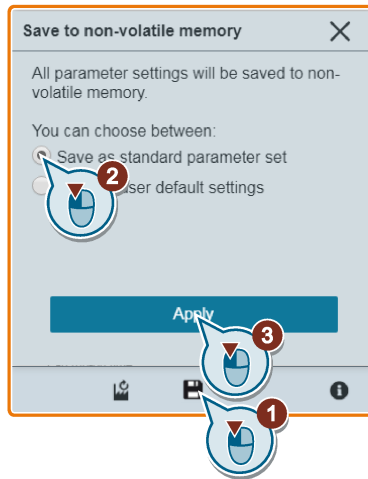 Save to non-volatile memory
All parameter settings will be saved to non-
volatile memory.
You can choose between:
Save as standard parameter set
user default settings
2
Apply
3
1